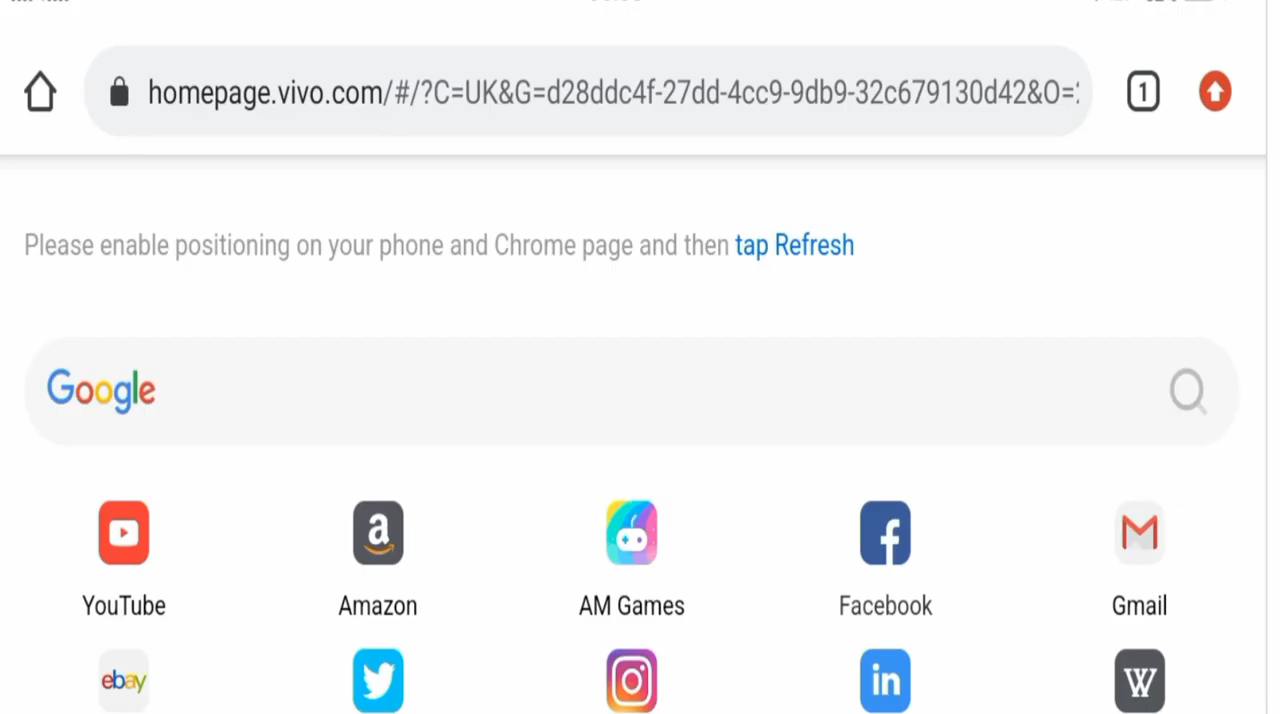 homepage.vivo.com/#/?C=UK&G=d28ddc4f-27dd-4cc9-9db9-32c679130d42&O=
1
Please enable positioning on your phone and Chrome page and then tap Refresh
Google
YouTube
Amazon
AM Games
Facebook
Gmail
ebay
in
W